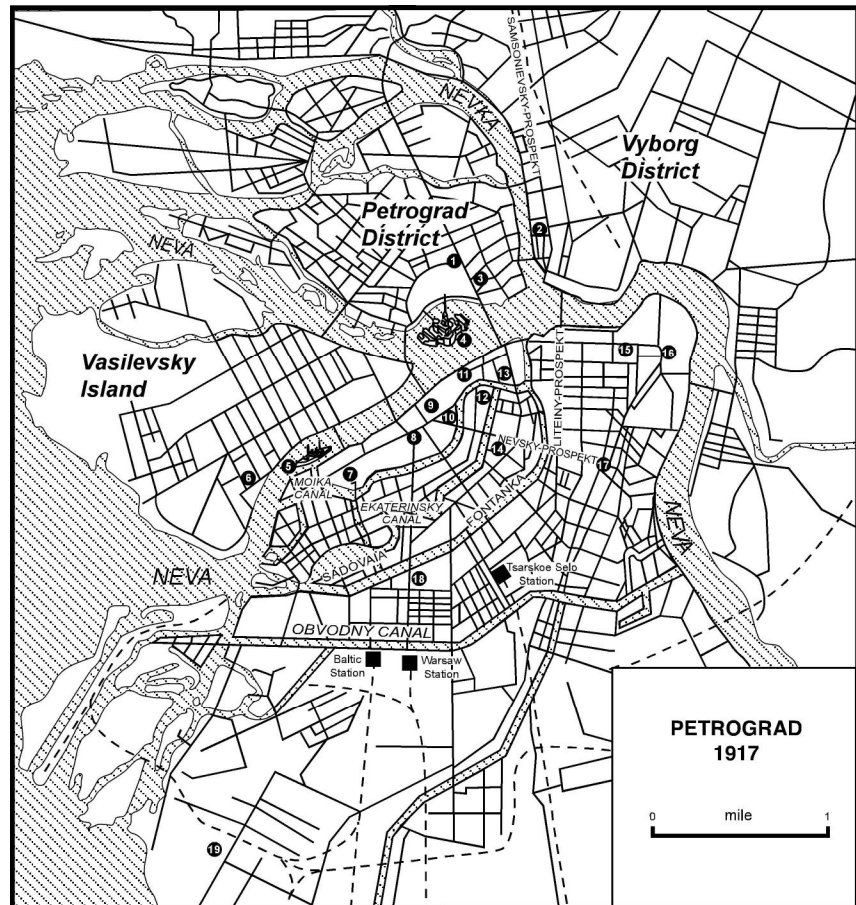 SAMSONIEVSKY-PROSPEKT
NEVKA
Vyborg
District
Petrograd
District
2
1
3
NEVA
4
Vasilevsky
Island
LITEINY-PROSPEKT
15
16
11
13
12
9
10
8
14
NEVSKY-PROSPEKT
17
5
6
7
MOIKA
CANAL
EKATERINSKY
CANAL
FONTANKA
NEVA
NEVA
SADOVAIA
18
Tsarskoe Selo
Station
OBVODNY CANAL
Baltic
Station
Warsaw
Station
19
PETROGRAD
1917
0 mile 1